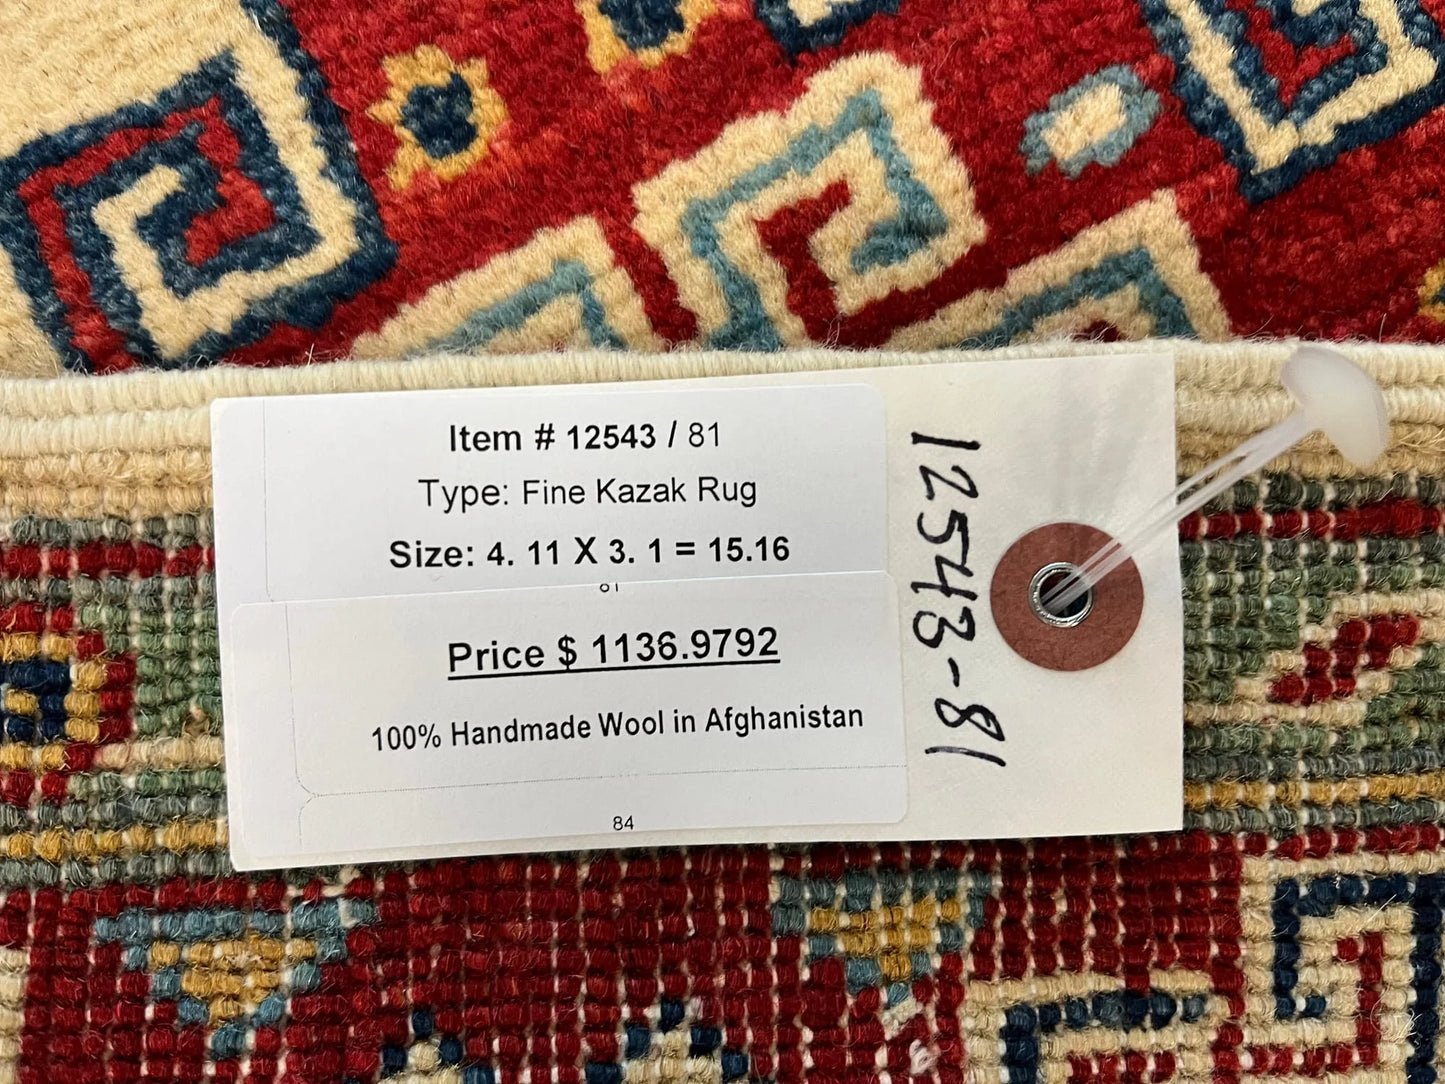 Item # 12543 / 81
Type: Fine Kazak Rug
Size: 4. 11 X 3. 1 = 15.16
Price $ 1136.9792
100% Handmade Wool in Afghanistan
84
12543-81